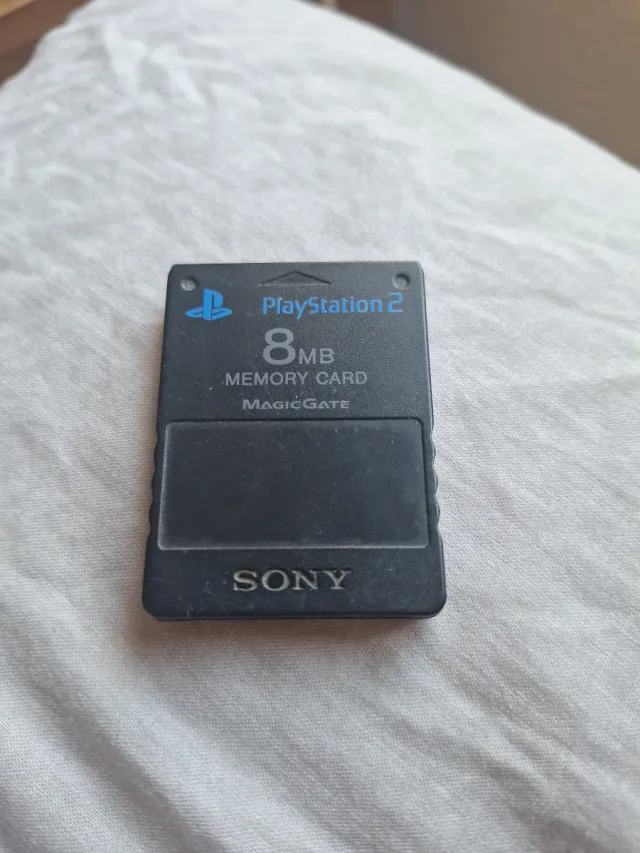 PlayStation 2
8MB
MEMORY CARD
MAGICGATE
SONY